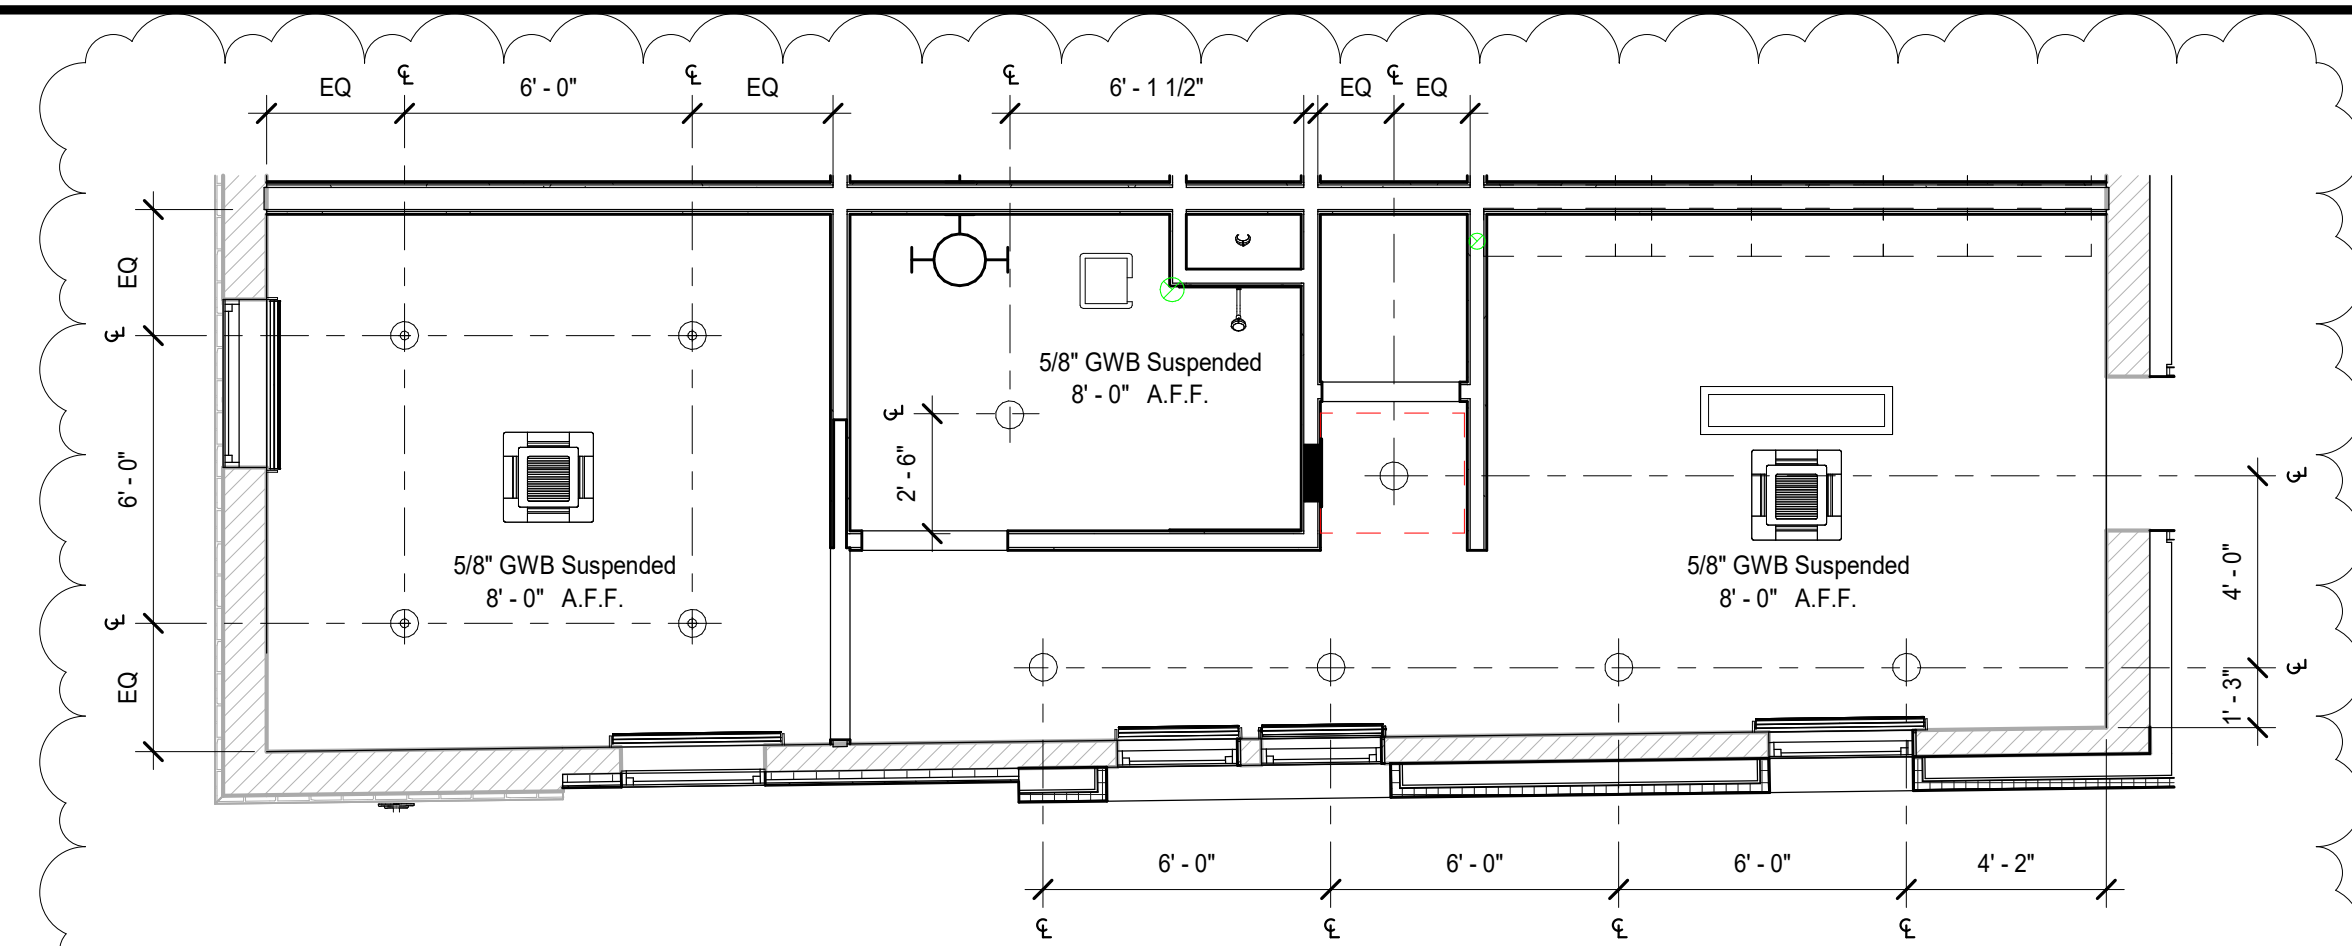 ℄ ℄ ℄ ℄
EQ 6' - 0" EQ 6' - 1 1/2" EQ EQ
EQ
℄
5/8" GWB Suspended
8' - 0" A.F.F.
℄
6' - 0"
2' - 6"
℄
5/8" GWB Suspended
8' - 0" A.F.F.
5/8" GWB Suspended
8' - 0" A.F.F.
4' - 0"
℄
℄
EQ
1' - 3"
6' - 0" 6' - 0" 6' - 0" 4' - 2"
℄ ℄ ℄ ℄